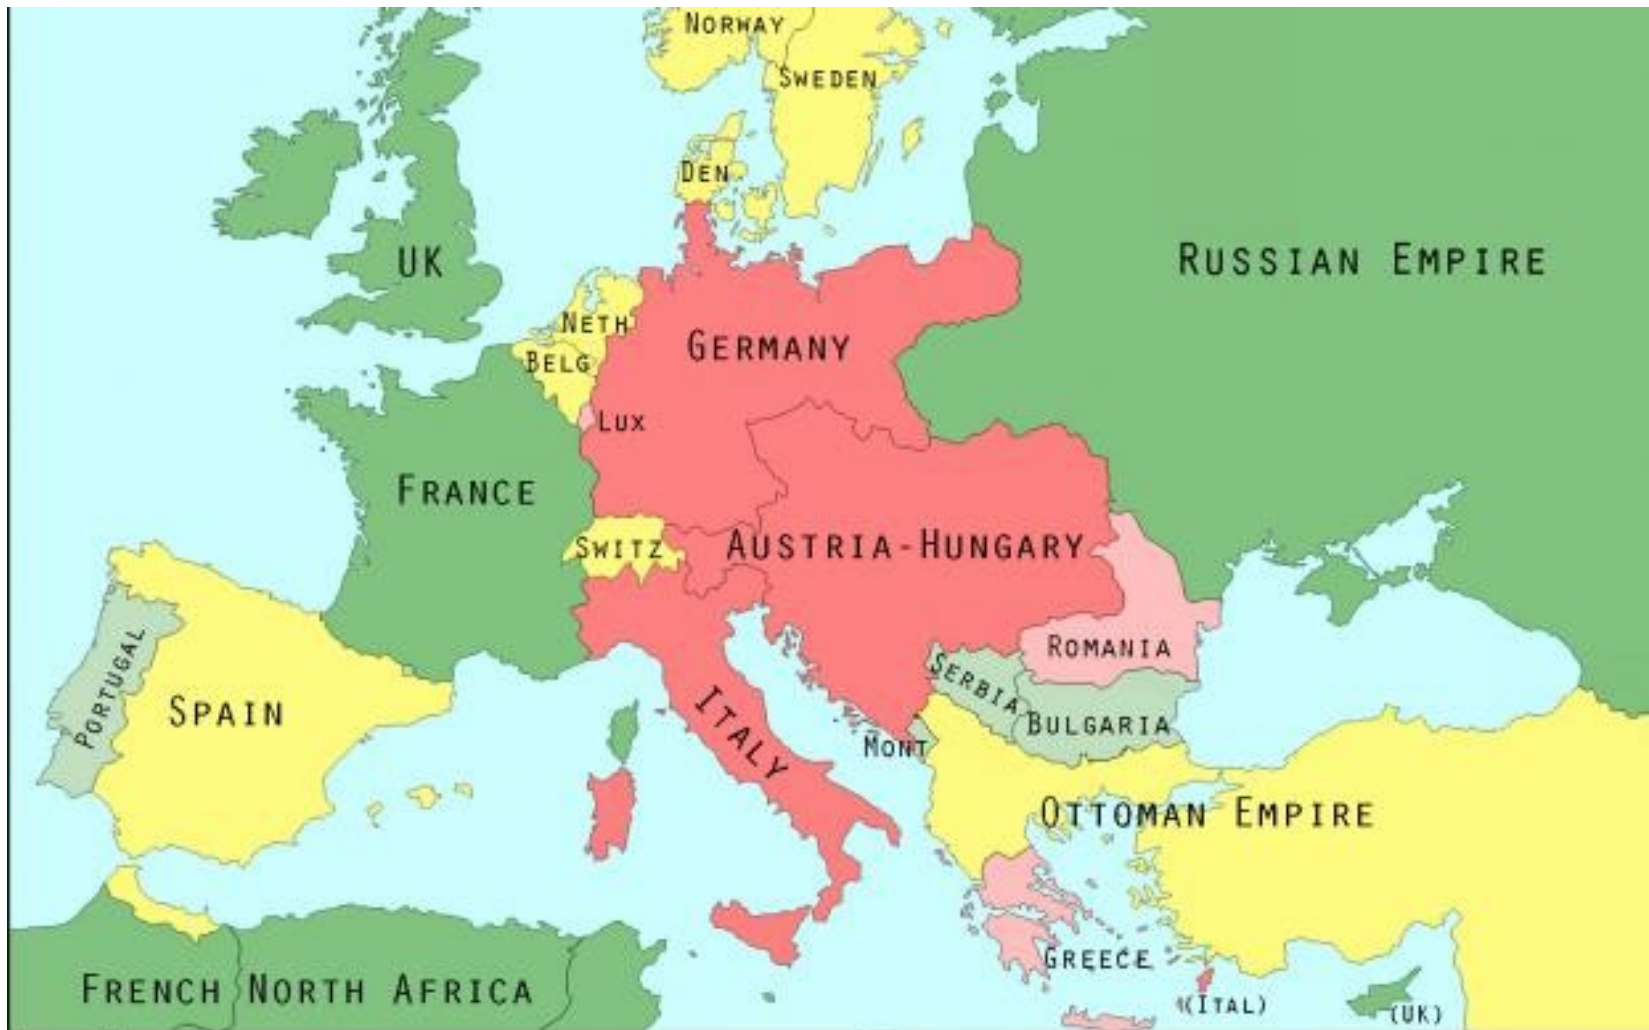 NORWAY
SWEDEN
DEN
UK
RUSSIAN EMPIRE
NETH
GERMANY
BELG
LUX
FRANCE
SWITZ
AUSTRIA-HUNGARY
ROMANIA
SERBIA
PORTUGAL
SPAIN
ITALY
BULGARIA
MONT
OTTOMAN EMPIRE
GREECE
FRENCH NORTH AFRICA
(ITAL)
(UK)